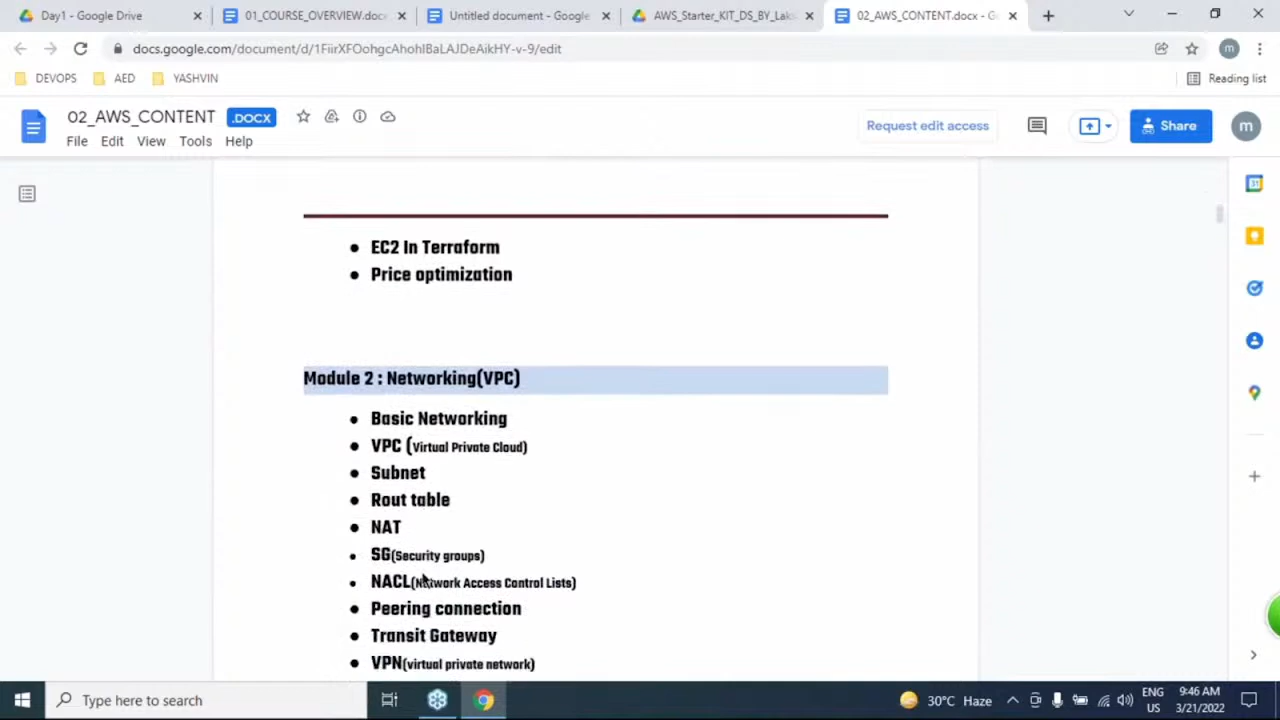 Day1 - Google Drive
01_COURSE_OVERVIEW.docx
Untitled document - Google
AWS_Starter_KIT_DS_BY_Laks
02_AWS_CONTENT.docx - G
docs.google.com/document/d/1FiirXFOohgcAhohIBaLAJDeAikHY-v-9/edit
m
DEVOPS
AED
YASHVIN
Reading list
02_AWS_CONTENT
.DOCX
File Edit View Tools Help
Request edit access
Share
m
31
EC2 In Terraform
Price optimization
Module 2 : Networking(VPC)
Basic Networking
VPC (Virtual Private Cloud)
Subnet
Rout table
NAT
SG(Security groups)
NACL(Network Access Control Lists)
Peering connection
Transit Gateway
VPN(virtual private network)
Type here to search
30°C Haze
ENG
US
9:46 AM
3/21/2022